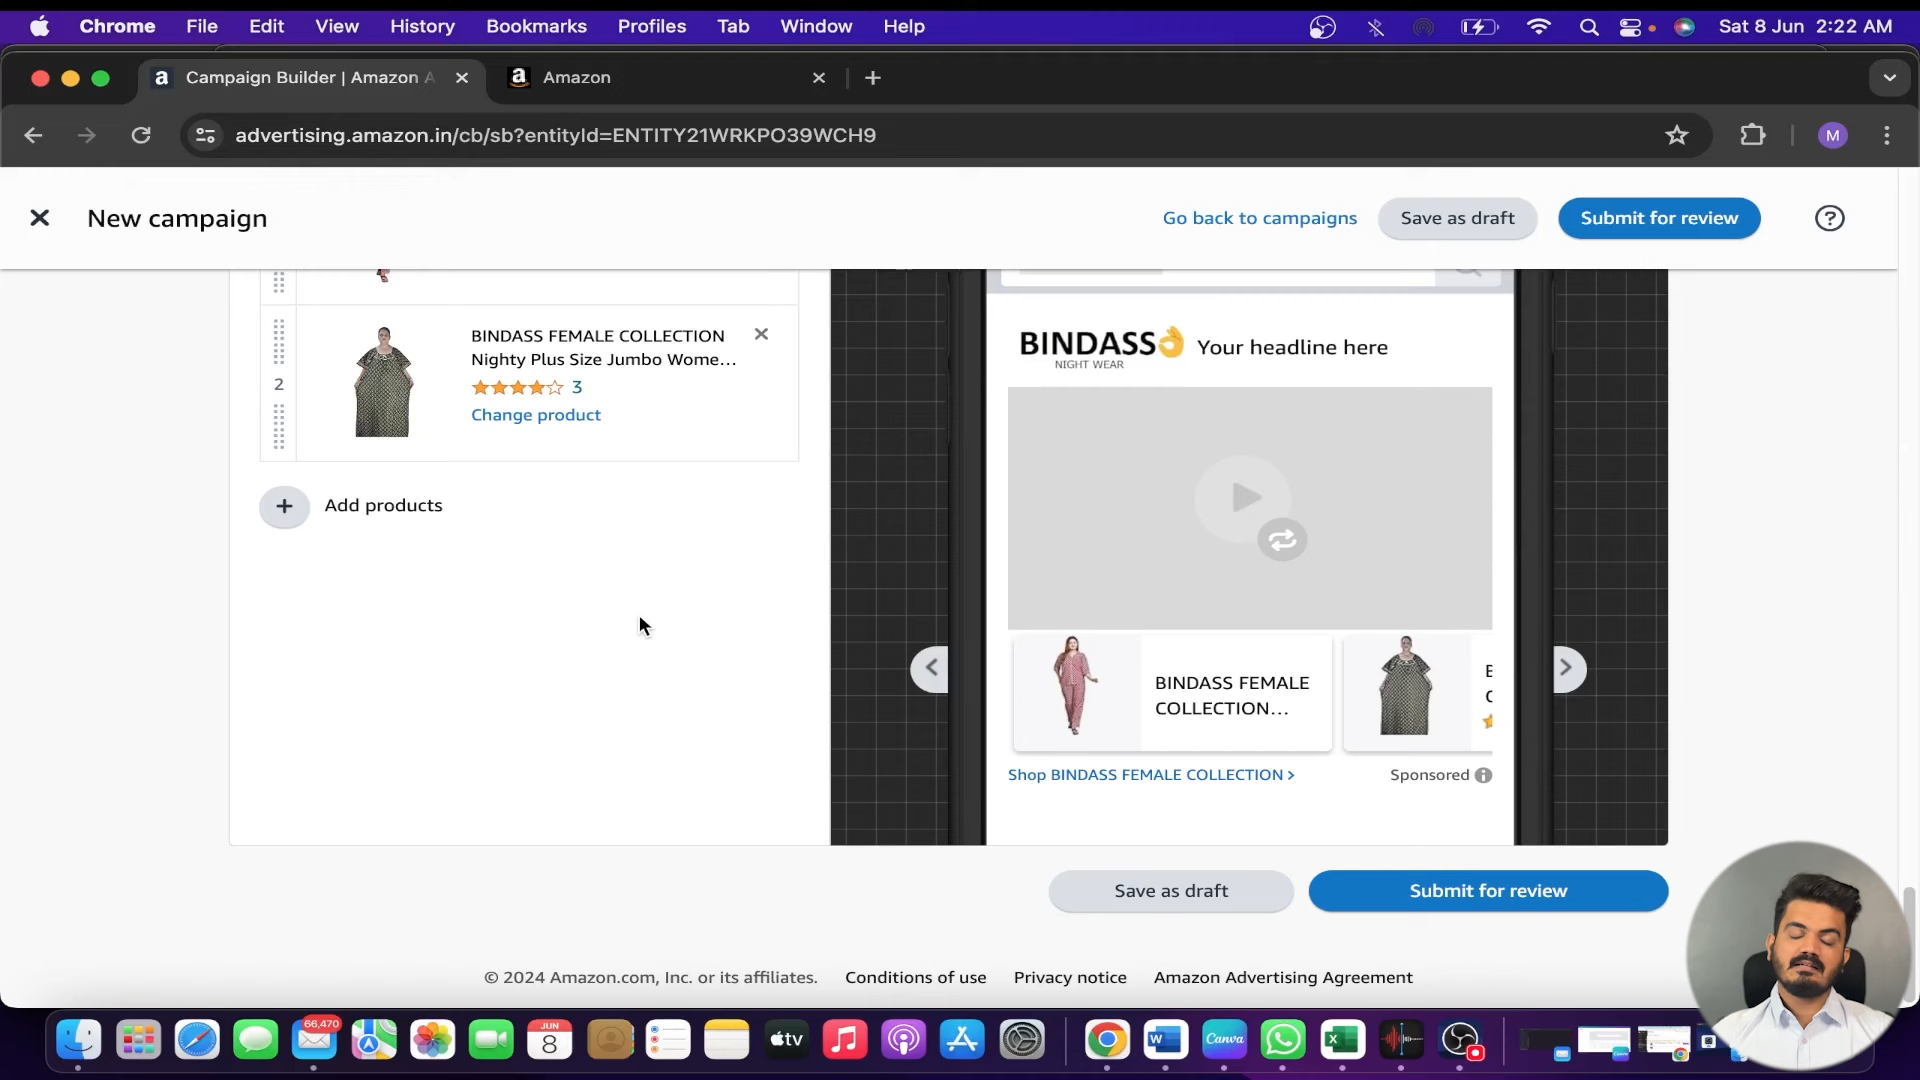 Chrome File Edit View History Bookmarks Profiles Tab Window Help Sat 8 Jun 2:22 AM
a Campaign Builder | Amazon A
a Amazon
advertising.amazon.in/cb/sb?entityId=ENTITY21WRKPO39WCH9
M
New campaign
Go back to campaigns
Save as draft
Submit for review
?
2
BINDASS FEMALE COLLECTION
Nighty Plus Size Jumbo Wome...
3
Change product
+ Add products
BINDASS
NIGHT WEAR
Your headline here
BINDASS FEMALE
COLLECTION...
Shop BINDASS FEMALE COLLECTION >
Sponsored
Save as draft
Submit for review
© 2024 Amazon.com, Inc. or its affiliates. Conditions of use Privacy notice Amazon Advertising Agreement
66,470
JUN
8
tv
W
Canva
X